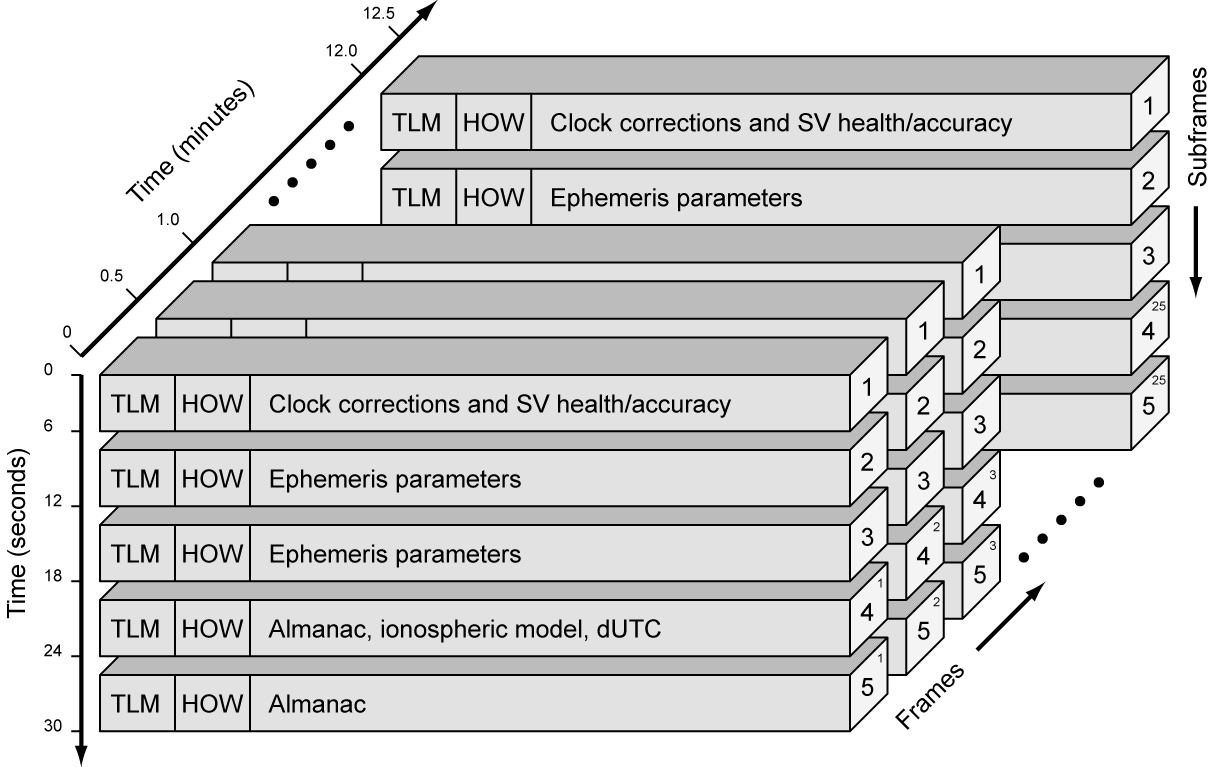 12.5
12.0
Time (minutes)
1.0
0.5
0
TLM HOW Clock corrections and SV health/accuracy 1
TLM HOW Ephemeris parameters 2
3
4 25
5 25
Subframes
1
2
3
4 3
5 3
1
2
3
4 2
5 2
0
6
12
18
24
30
Time (seconds)
TLM HOW Clock corrections and SV health/accuracy 1
TLM HOW Ephemeris parameters 2
TLM HOW Ephemeris parameters 3
TLM HOW Almanac, ionospheric model, dUTC 4 1
TLM HOW Almanac 5 1
Frames